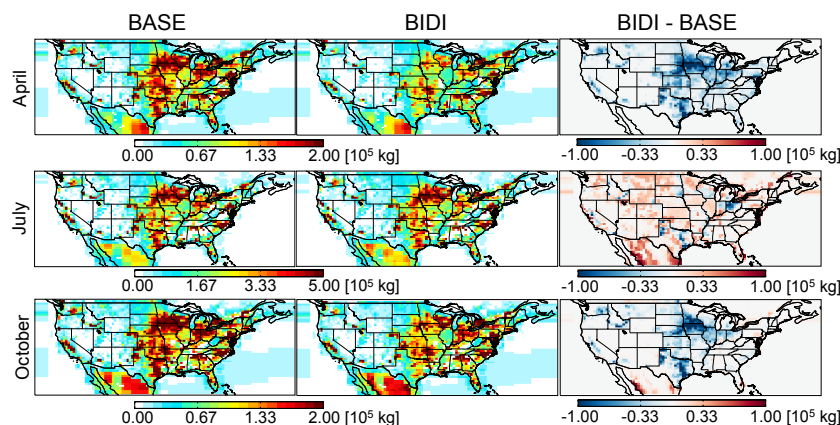 BASE BIDI BIDI - BASE
April
0.00 0.67 1.33 2.00 [10⁵ kg] -1.00 -0.33 0.33 1.00 [10⁵ kg]
July
0.00 1.67 3.33 5.00 [10⁵ kg] -1.00 -0.33 0.33 1.00 [10⁵ kg]
October
0.00 0.67 1.33 2.00 [10⁵ kg] -1.00 -0.33 0.33 1.00 [10⁵ kg]